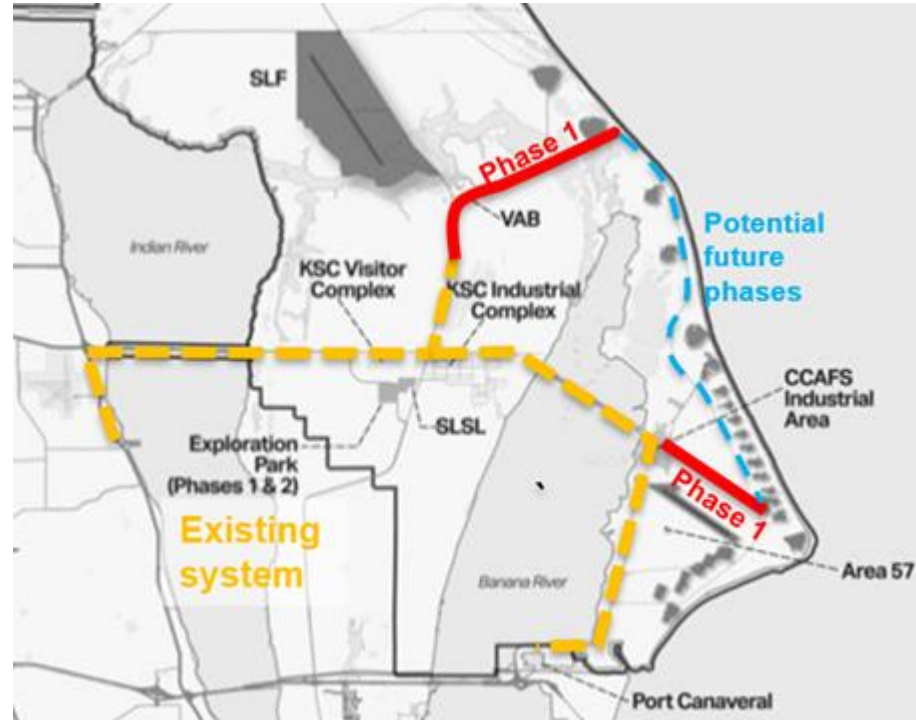 SLF
Phase 1
VAB
Indian River
Potential
future
phases
KSC Visitor
Complex
KSC Industrial
Complex
CCAFS
Industrial
Area
SLSL
Exploration
Park
(Phases 1 & 2)
Phase 1
Existing
system
Banana River
Area 57
Port Canaveral